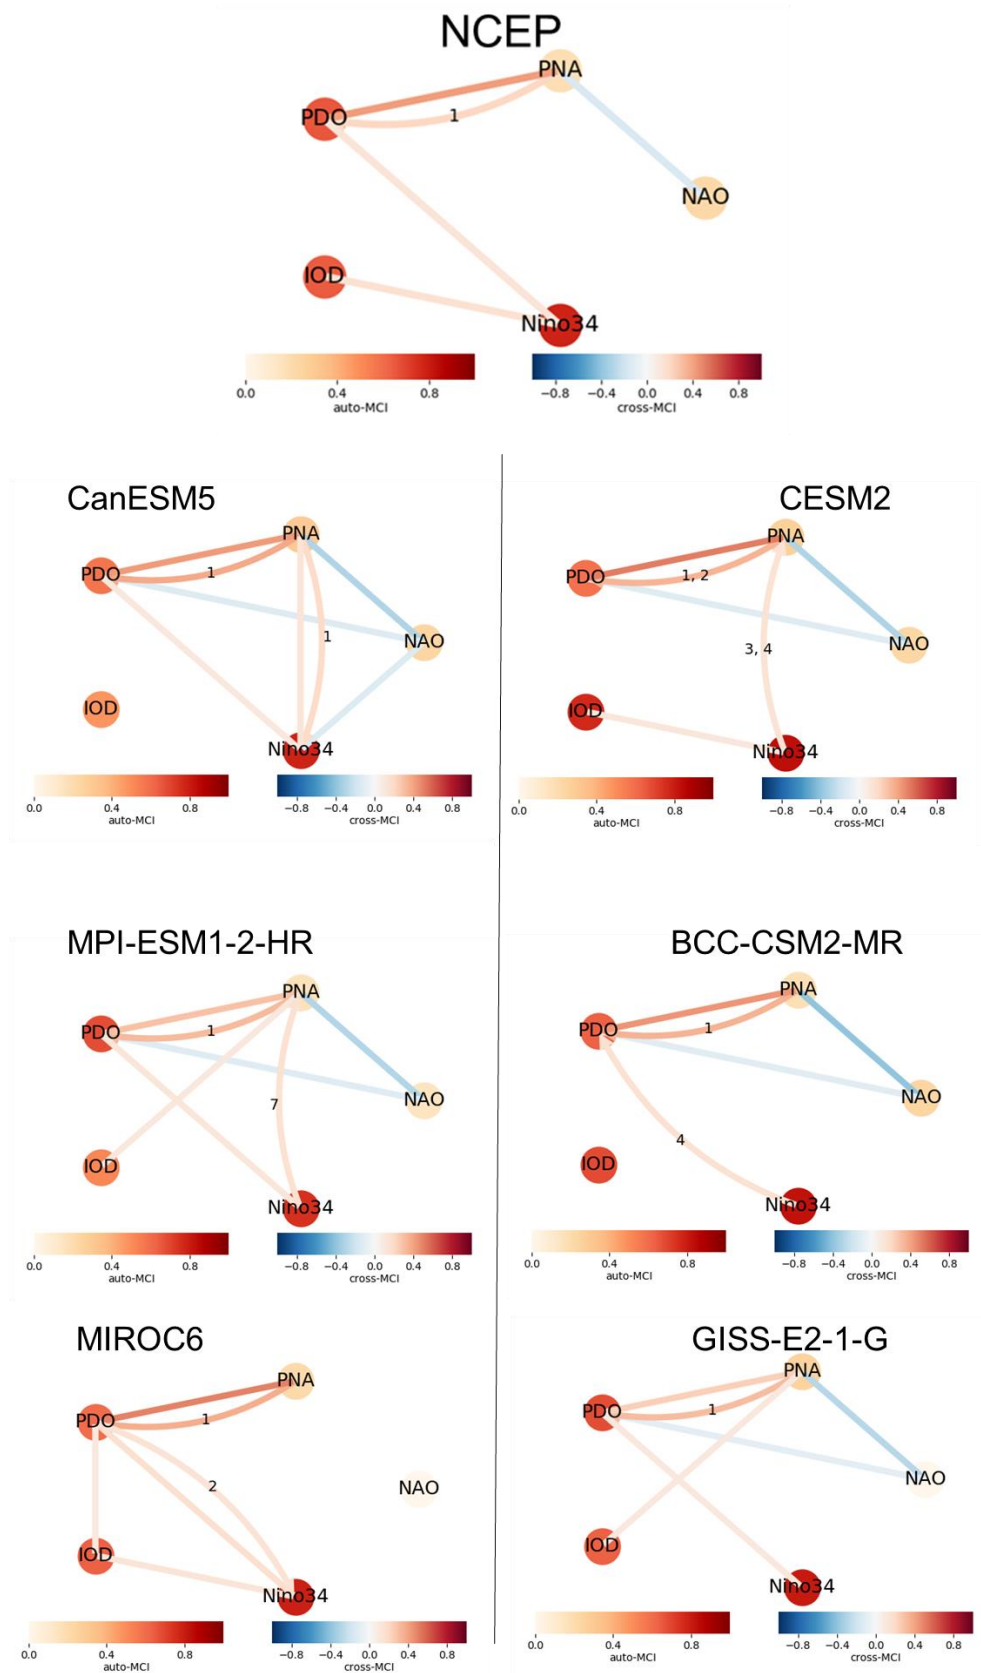 NCEP
PNA
PDO
1
NAO
IOD
Nino34
0.0 0.4 0.8
auto-MCI
−0.8 −0.4 0.0 0.4 0.8
cross-MCI
CanESM5
PNA
PDO
1
1
NAO
IOD
Nino34
0.0 0.4 0.8
auto-MCI
−0.8 −0.4 0.0 0.4 0.8
cross-MCI
CESM2
PNA
PDO
1, 2
NAO
3, 4
IOD
Nino34
0.0 0.4 0.8
auto-MCI
−0.8 −0.4 0.0 0.4 0.8
cross-MCI
MPI-ESM1-2-HR
PNA
PDO
1
NAO
7
IOD
Nino34
0.0 0.4 0.8
auto-MCI
−0.8 −0.4 0.0 0.4 0.8
cross-MCI
BCC-CSM2-MR
PNA
PDO
1
NAO
4
IOD
Nino34
0.0 0.4 0.8
auto-MCI
−0.8 −0.4 0.0 0.4 0.8
cross-MCI
MIROC6
PNA
PDO
1
2
NAO
IOD
Nino34
0.0 0.4 0.8
auto-MCI
−0.8 −0.4 0.0 0.4 0.8
cross-MCI
GISS-E2-1-G
PNA
PDO
1
NAO
IOD
Nino34
0.0 0.4 0.8
auto-MCI
−0.8 −0.4 0.0 0.4 0.8
cross-MCI